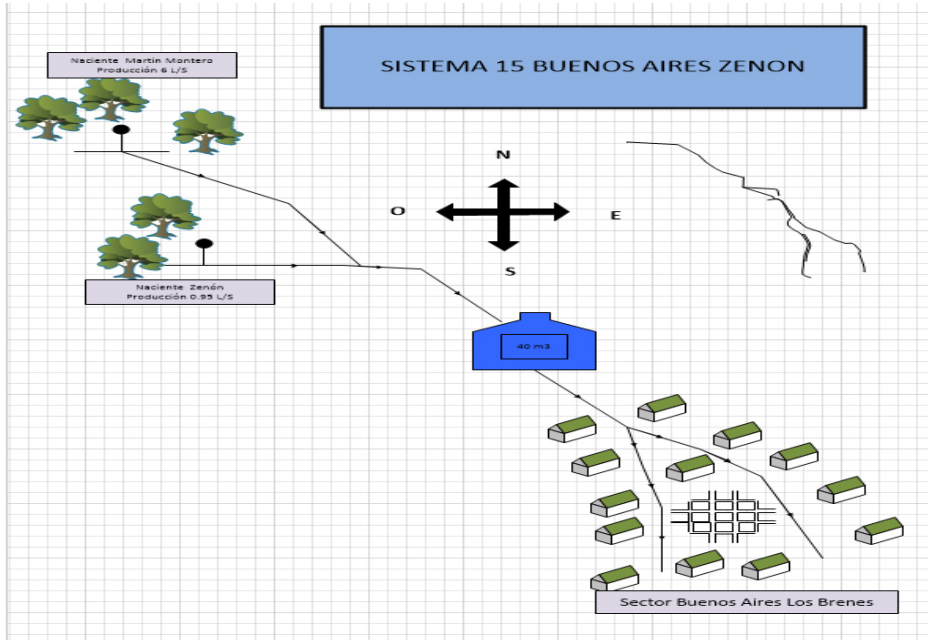 SISTEMA 15 BUENOS AIRES ZENON
Naciente Martin Montero
Producción 6 L/S
N
O
E
S
Naciente Zenón
Producción 0.95 L/S
40 m3
Sector Buenos Aires Los Brenes